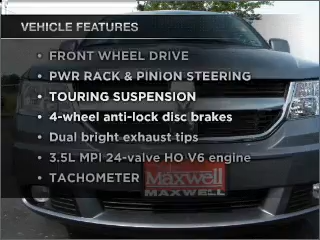 VEHICLE FEATURES
• FRONT WHEEL DRIVE
• PWR RACK & PINION STEERING
• TOURING SUSPENSION
• 4-wheel anti-lock disc brakes
• Dual bright exhaust tips
• 3.5L MPI 24-valve HO V6 engine
• TACHOMETER
Maxwell
MAXWELL